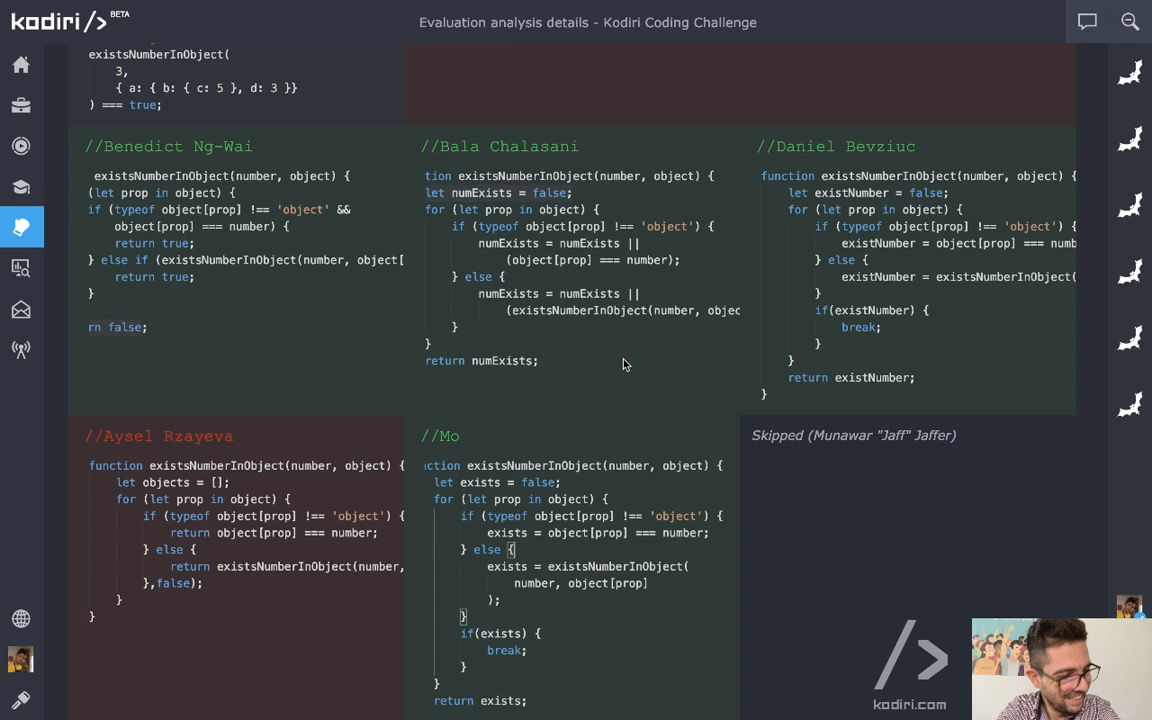 kodiri/> BETA
Evaluation analysis details - Kodiri Coding Challenge
existsNumberInObject(
3,
{ a: { b: { c: 5 }, d: 3 }}
) === true;
//Benedict Ng-Wai
existsNumberInObject(number, object) {
(let prop in object) {
if (typeof object[prop] !== 'object' &&
object[prop] === number) {
return true;
} else if (existsNumberInObject(number, object[
return true;
}
rn false;
//Bala Chalasani
tion existsNumberInObject(number, object) {
let numExists = false;
for (let prop in object) {
if (typeof object[prop] !== 'object') {
numExists = numExists ||
(object[prop] === number);
} else {
numExists = numExists ||
(existsNumberInObject(number, objec
}
}
return numExists;
//Daniel Bevziuc
function existsNumberInObject(number, object) {
let existNumber = false;
for (let prop in object) {
if (typeof object[prop] !== 'object') {
existNumber = object[prop] === numb
} else {
existNumber = existsNumberInObject(
}
if(existNumber) {
break;
}
}
return existNumber;
}
//Aysel Rzayeva
function existsNumberInObject(number, object) {
let objects = [];
for (let prop in object) {
if (typeof object[prop] !== 'object') {
return object[prop] === number;
} else {
return existsNumberInObject(number,
},false);
}
}
//Mo
ction existsNumberInObject(number, object) {
let exists = false;
for (let prop in object) {
if (typeof object[prop] !== 'object') {
exists = object[prop] === number;
} else {
exists = existsNumberInObject(
number, object[prop]
);
}
if(exists) {
break;
}
}
return exists;
Skipped (Munawar "Jaff" Jaffer)
/>
kodiri.com